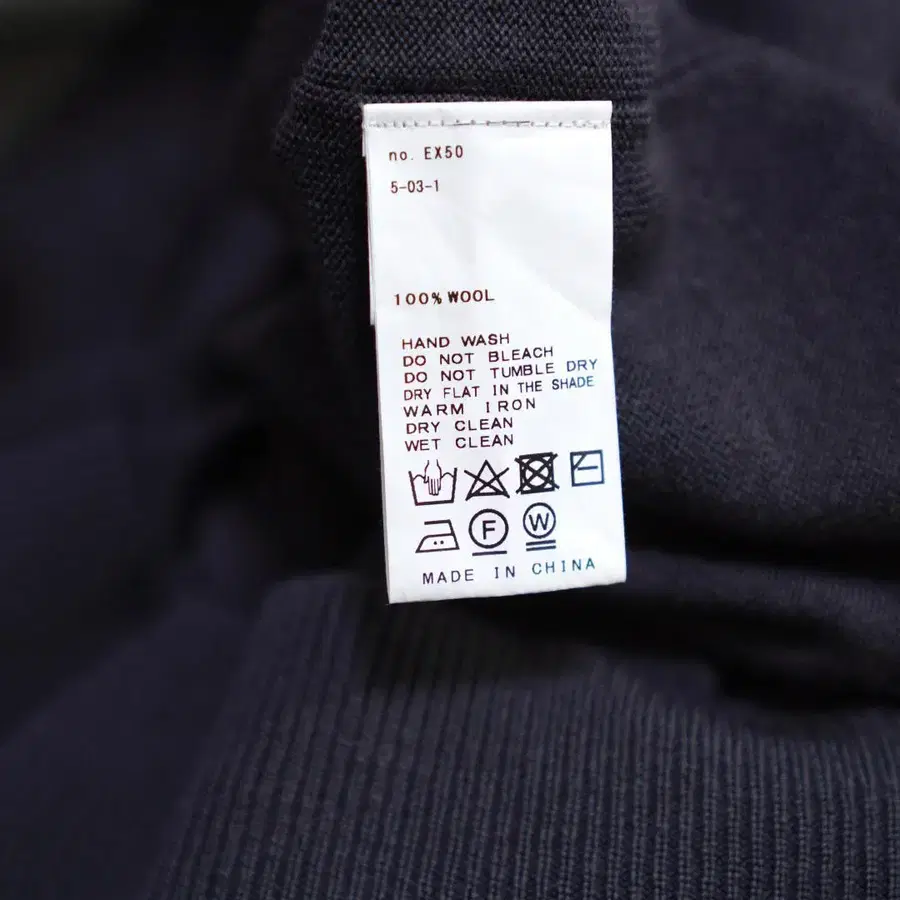 no. EX50
5-03-1
100% WOOL
HAND WASH
DO NOT BLEACH
DO NOT TUMBLE DRY
DRY FLAT IN THE SHADE
WARM IRON
DRY CLEAN
WET CLEAN
F W
MADE IN CHINA